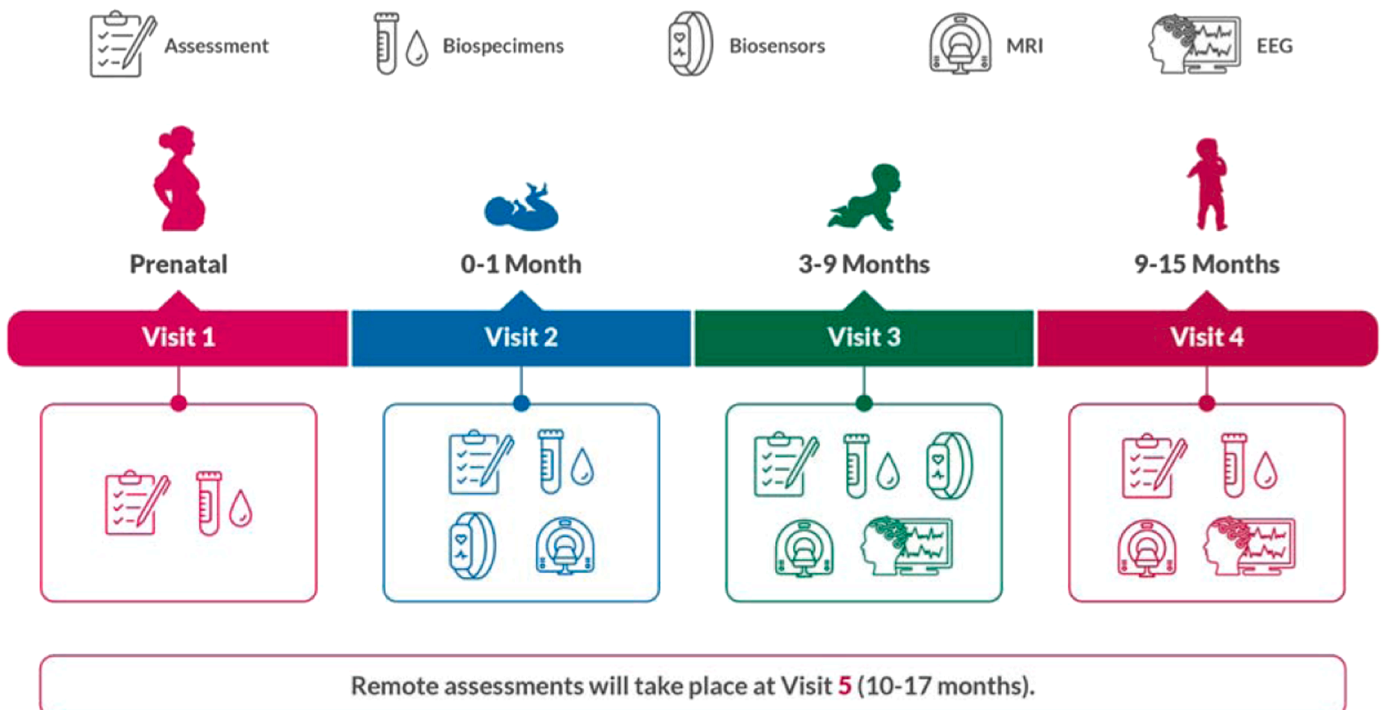 Assessment
Biospecimens
Biosensors
MRI
EEG
Prenatal
0-1 Month
3-9 Months
9-15 Months
Visit 1
Visit 2
Visit 3
Visit 4
Remote assessments will take place at Visit 5 (10-17 months).